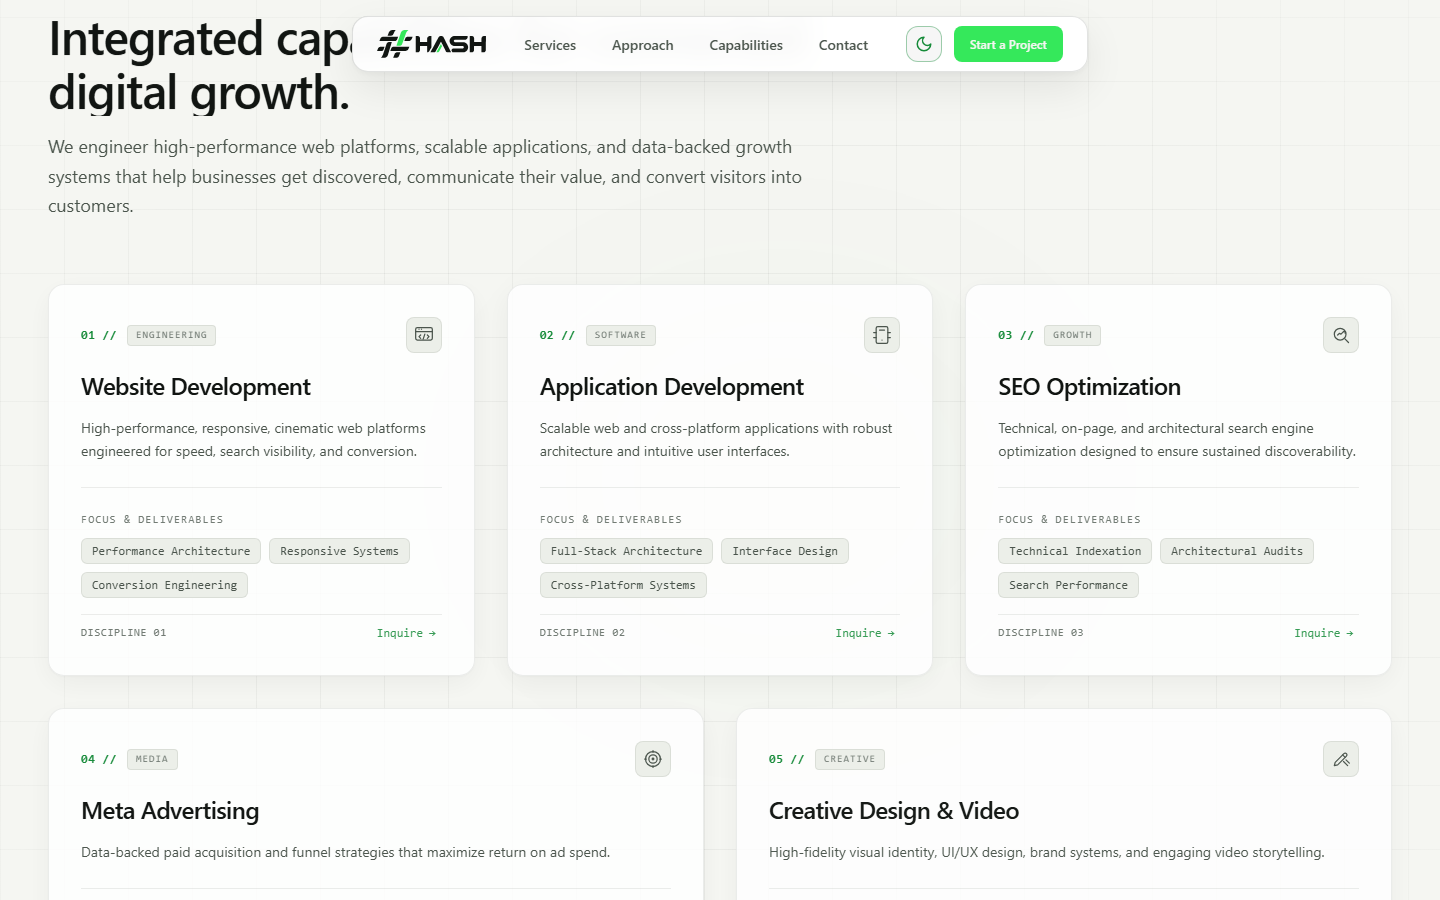 Integrated
digital growth.
HASH
Services
Approach
Capabilities
Contact
Start a Project
We engineer high-performance web platforms, scalable applications, and data-backed growth
systems that help businesses get discovered, communicate their value, and convert visitors into
customers.
01 //
ENGINEERING
Website Development
High-performance, responsive, cinematic web platforms
engineered for speed, search visibility, and conversion.
FOCUS & DELIVERABLES
Performance Architecture
Responsive Systems
Conversion Engineering
DISCIPLINE 01
Inquire →
02 //
SOFTWARE
Application Development
Scalable web and cross-platform applications with robust
architecture and intuitive user interfaces.
FOCUS & DELIVERABLES
Full-Stack Architecture
Interface Design
Cross-Platform Systems
DISCIPLINE 02
Inquire →
03 //
GROWTH
SEO Optimization
Technical, on-page, and architectural search engine
optimization designed to ensure sustained discoverability.
FOCUS & DELIVERABLES
Technical Indexation
Architectural Audits
Search Performance
DISCIPLINE 03
Inquire →
04 //
MEDIA
Meta Advertising
Data-backed paid acquisition and funnel strategies that maximize return on ad spend.
05 //
CREATIVE
Creative Design & Video
High-fidelity visual identity, UI/UX design, brand systems, and engaging video storytelling.